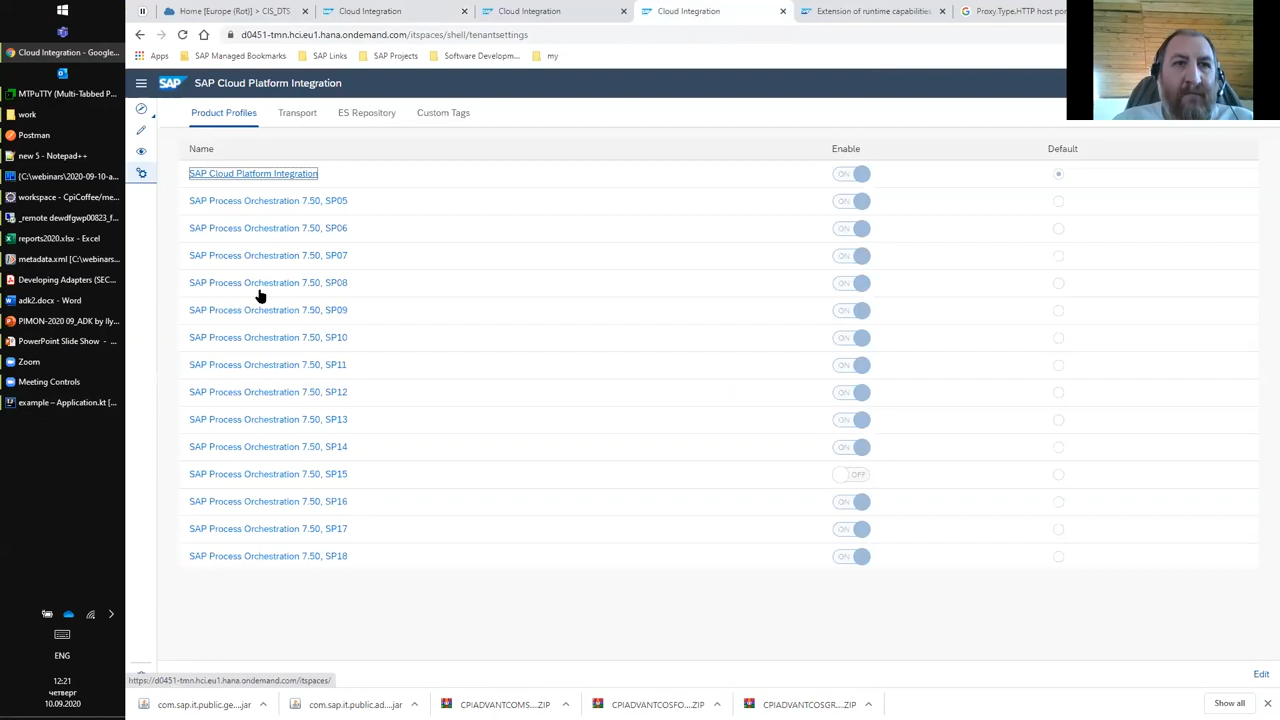 Home [Europe (Rot)] > CIS_DTS
Cloud Integration
Cloud Integration
Cloud Integration
Extension of runtime capabilities
Proxy.Type.HTTP host por
Cloud Integration - Google...
d0451-tmn.hci.eu1.hana.ondemand.com/itspaces/shell/tenantsettings
Apps
SAP Managed Bookmarks
SAP Links
SAP Projects
Software Developm...
my
SAP
SAP Cloud Platform Integration
MTPuTTY (Multi-Tabbed P...
work
Postman
new 5 - Notepad++
[C:\webinars\2020-09-10-a...
workspace - CpiCoffee/me...
_remote dewdfgwp00823_f...
reports2020.xlsx - Excel
metadata.xml [C:\webinars...
Developing Adapters (SEC...
adk2.docx - Word
PIMON-2020 09_ADK by Ily...
PowerPoint Slide Show - ...
Zoom
Meeting Controls
example – Application.kt [...
Product Profiles
Transport
ES Repository
Custom Tags
Name
Enable
Default
SAP Cloud Platform Integration
ON
SAP Process Orchestration 7.50, SP05
ON
SAP Process Orchestration 7.50, SP06
ON
SAP Process Orchestration 7.50, SP07
ON
SAP Process Orchestration 7.50, SP08
ON
SAP Process Orchestration 7.50, SP09
ON
SAP Process Orchestration 7.50, SP10
ON
SAP Process Orchestration 7.50, SP11
ON
SAP Process Orchestration 7.50, SP12
ON
SAP Process Orchestration 7.50, SP13
ON
SAP Process Orchestration 7.50, SP14
ON
SAP Process Orchestration 7.50, SP15
OFF
SAP Process Orchestration 7.50, SP16
ON
SAP Process Orchestration 7.50, SP17
ON
SAP Process Orchestration 7.50, SP18
ON
ENG
12:21
четверг
10.09.2020
Edit
https://d0451-tmn.hci.eu1.hana.ondemand.com/itspaces/
com.sap.it.public.ge....jar
com.sap.it.public.ad....jar
CPIADVANTCOMS....ZIP
CPIADVANTCOSFO....ZIP
CPIADVANTCOSGR....ZIP
Show all